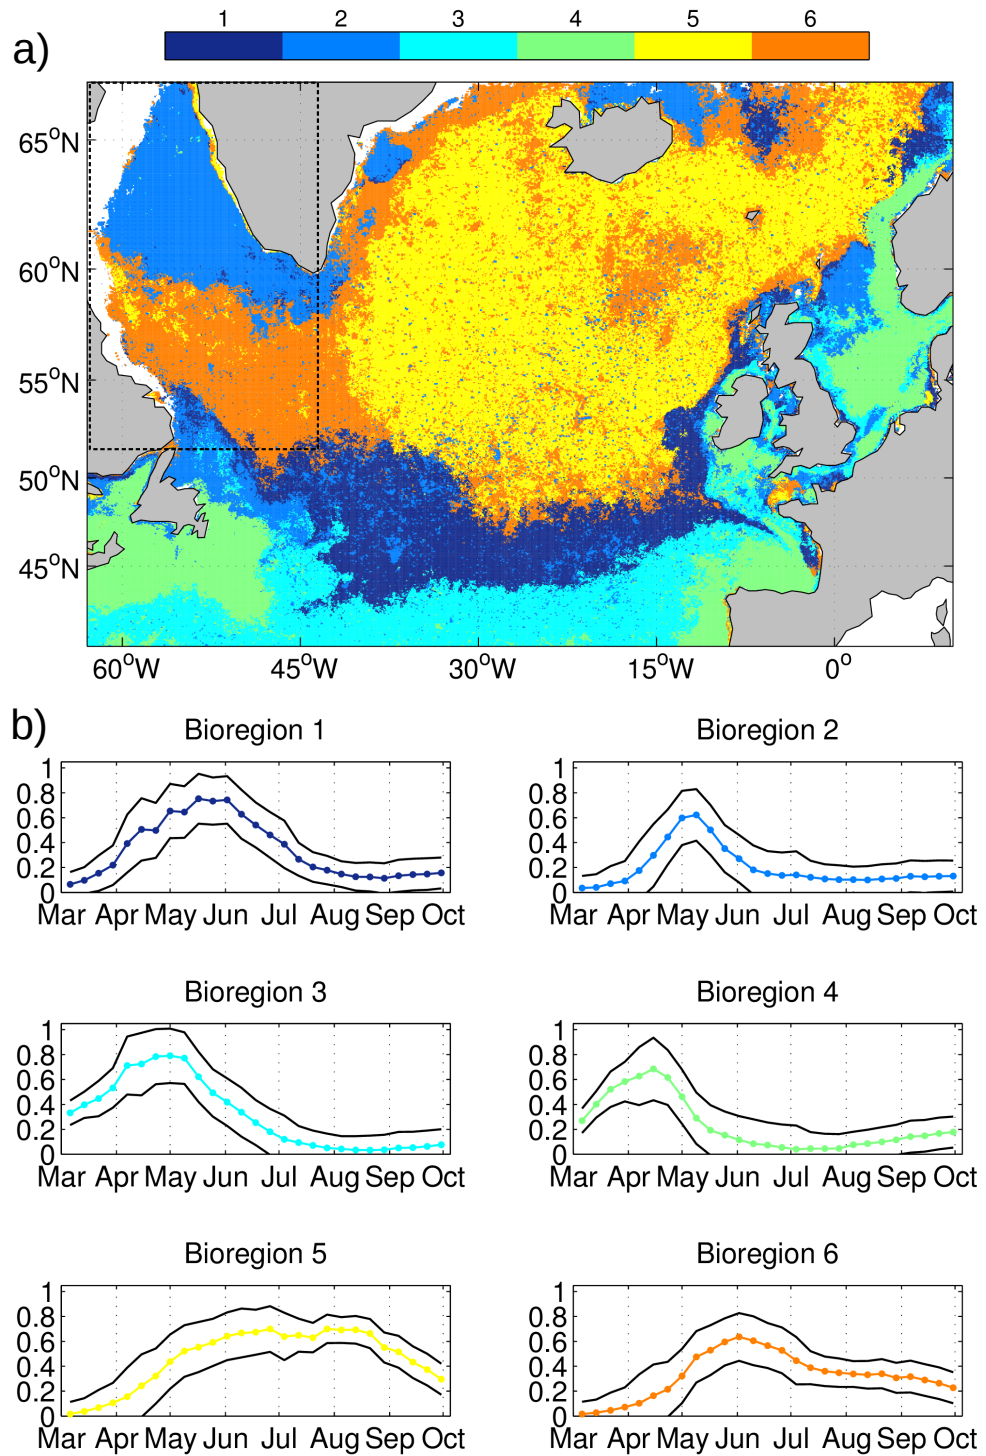 a)
1 2 3 4 5 6
65°N
60°N
55°N
50°N
45°N
60°W 45°W 30°W 15°W 0°
b)
Bioregion 1
1
0.8
0.6
0.4
0.2
0
Mar Apr May Jun Jul Aug Sep Oct
Bioregion 2
1
0.8
0.6
0.4
0.2
0
Mar Apr May Jun Jul Aug Sep Oct
Bioregion 3
1
0.8
0.6
0.4
0.2
0
Mar Apr May Jun Jul Aug Sep Oct
Bioregion 4
1
0.8
0.6
0.4
0.2
0
Mar Apr May Jun Jul Aug Sep Oct
Bioregion 5
1
0.8
0.6
0.4
0.2
0
Mar Apr May Jun Jul Aug Sep Oct
Bioregion 6
1
0.8
0.6
0.4
0.2
0
Mar Apr May Jun Jul Aug Sep Oct